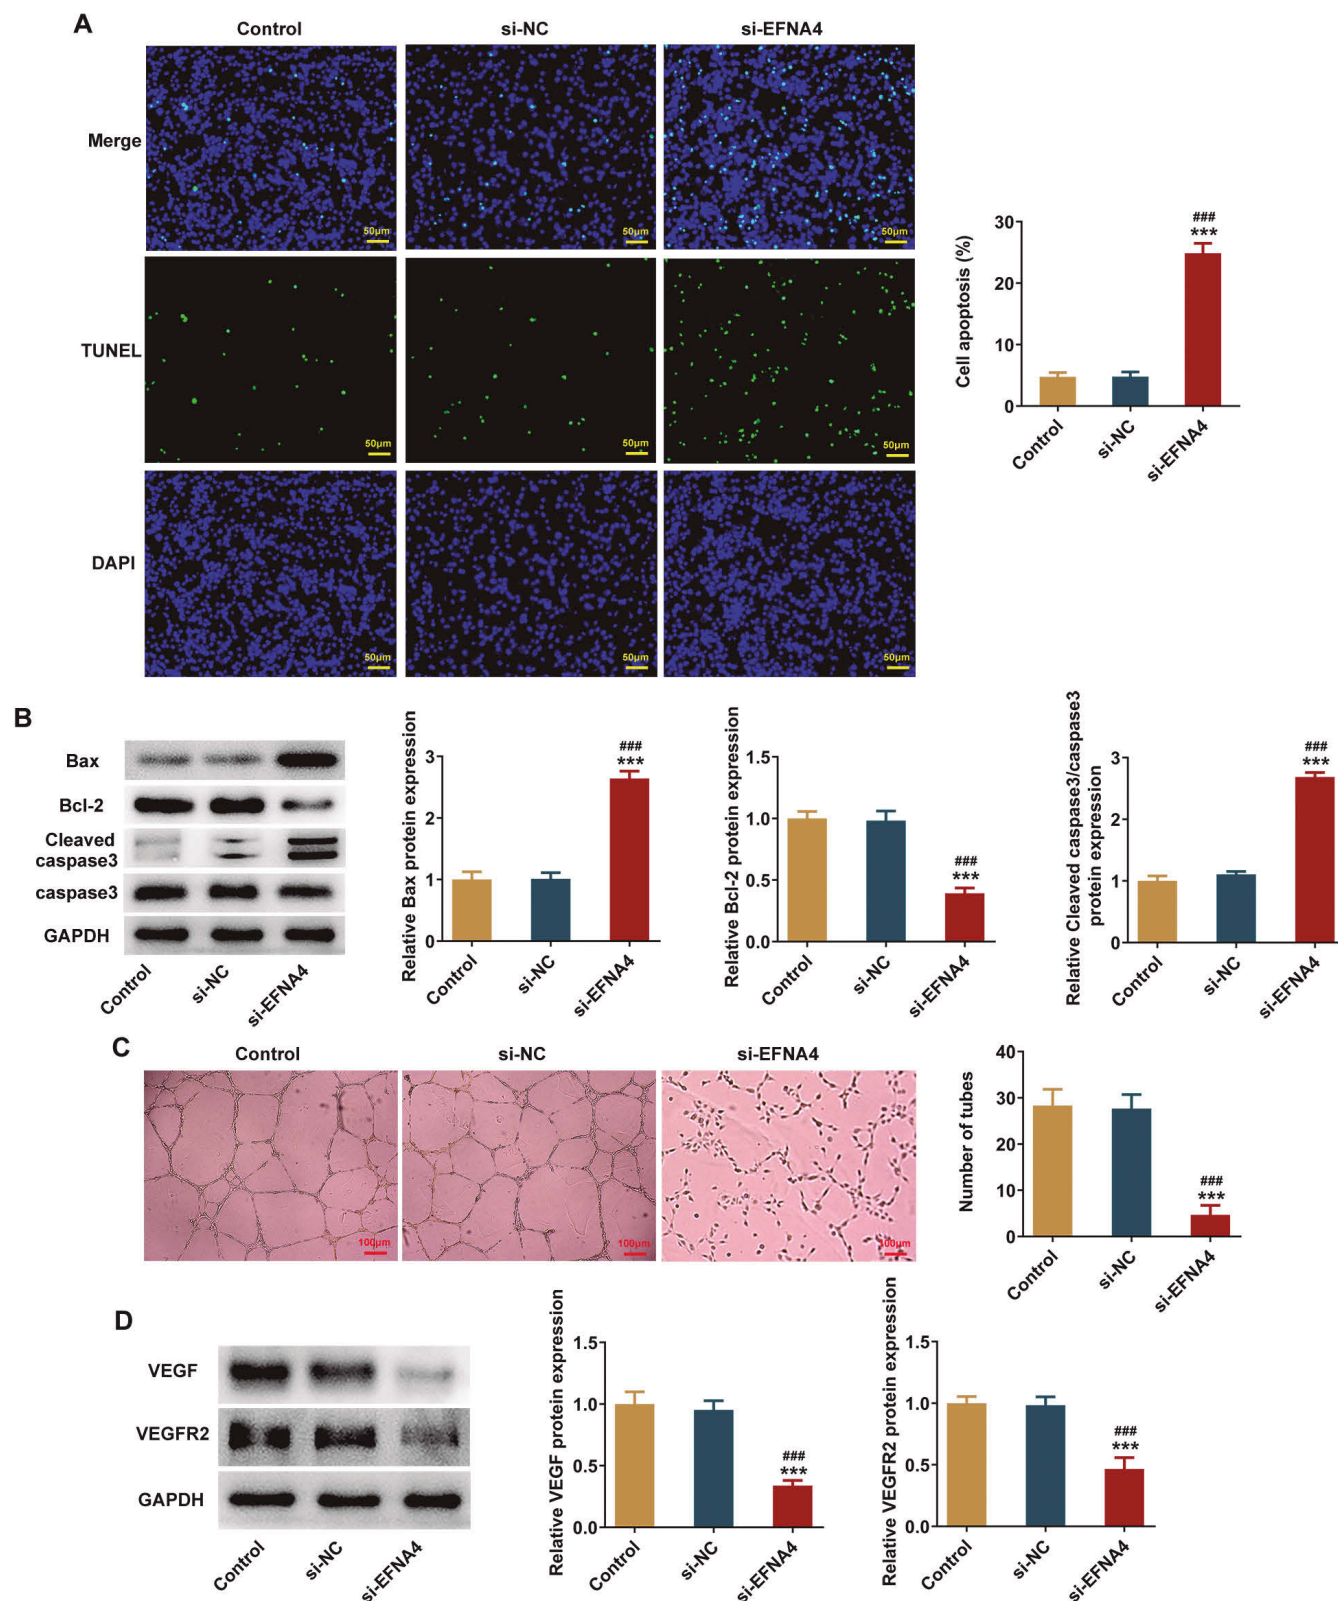 A
Control
si-NC
si-EFNA4
Merge
50μm
50μm
50μm
TUNEL
50μm
50μm
50μm
DAPI
50μm
50μm
50μm
Cell apoptosis (%)
30
20
10
0
###
***
Control
si-NC
si-EFNA4
B
Bax
Bcl-2
Cleaved
caspase3
caspase3
GAPDH
Control
si-NC
si-EFNA4
Relative Bax protein expression
3
2
1
0
###
***
Control
si-NC
si-EFNA4
Relative Bcl-2 protein expression
1.5
1.0
0.5
0.0
###
***
Control
si-NC
si-EFNA4
Relative Cleaved caspase3/caspase3
protein expression
3
2
1
0
###
***
Control
si-NC
si-EFNA4
C
Control
si-NC
si-EFNA4
100μm
100μm
100μm
Number of tubes
40
30
20
10
0
###
***
Control
si-NC
si-EFNA4
D
VEGF
VEGFR2
GAPDH
Control
si-NC
si-EFNA4
Relative VEGF protein expression
1.5
1.0
0.5
0.0
###
***
Control
si-NC
si-EFNA4
Relative VEGFR2 protein expression
1.5
1.0
0.5
0.0
###
***
Control
si-NC
si-EFNA4